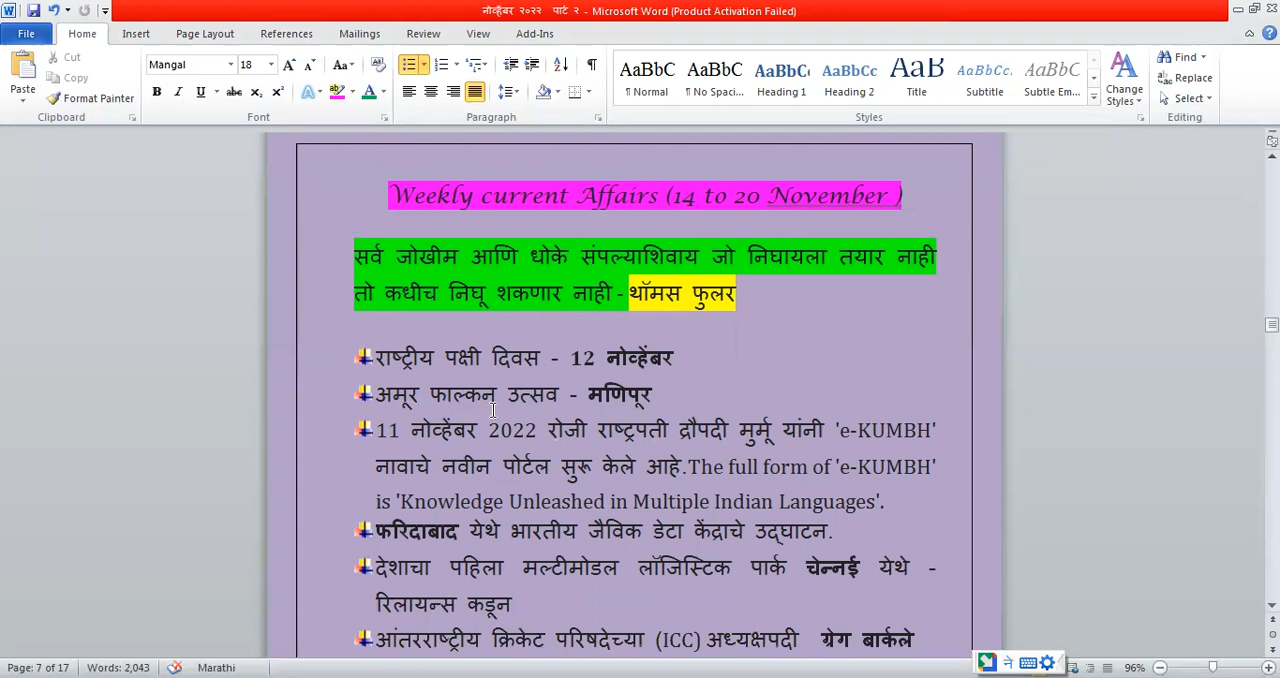 नोव्हेंबर २०२२ पार्ट २ - Microsoft Word (Product Activation Failed)
File Home Insert Page Layout References Mailings Review View Add-Ins
Paste Cut Copy Format Painter Clipboard
Mangal 18 Font
Paragraph
AaBbC AaBbC AaBbC AaBbCc AaB AaBbCc. AaBbC
¶ Normal ¶ No Spaci... Heading 1 Heading 2 Title Subtitle Subtle Em...
Styles
Change Styles
Find Replace Select Editing
Weekly current Affairs (14 to 20 November )
सर्व जोखीम आणि धोके संपल्याशिवाय जो निघायला तयार नाही
तो कधीच निघू शकणार नाही - थॉमस फुलर
राष्ट्रीय पक्षी दिवस - 12 नोव्हेंबर
अमूर फाल्कन उत्सव - मणिपूर
11 नोव्हेंबर 2022 रोजी राष्ट्रपती द्रौपदी मुर्मू यांनी 'e-KUMBH'
नावाचे नवीन पोर्टल सुरू केले आहे.The full form of 'e-KUMBH'
is 'Knowledge Unleashed in Multiple Indian Languages'.
फरिदाबाद येथे भारतीय जैविक डेटा केंद्राचे उद्घाटन.
देशाचा पहिला मल्टीमोडल लॉजिस्टिक पार्क चेन्नई येथे -
रिलायन्स कडून
आंतरराष्ट्रीय क्रिकेट परिषदेच्या (ICC) अध्यक्षपदी ग्रेग बार्कले
Page: 7 of 17 Words: 2,043 Marathi ने 96%